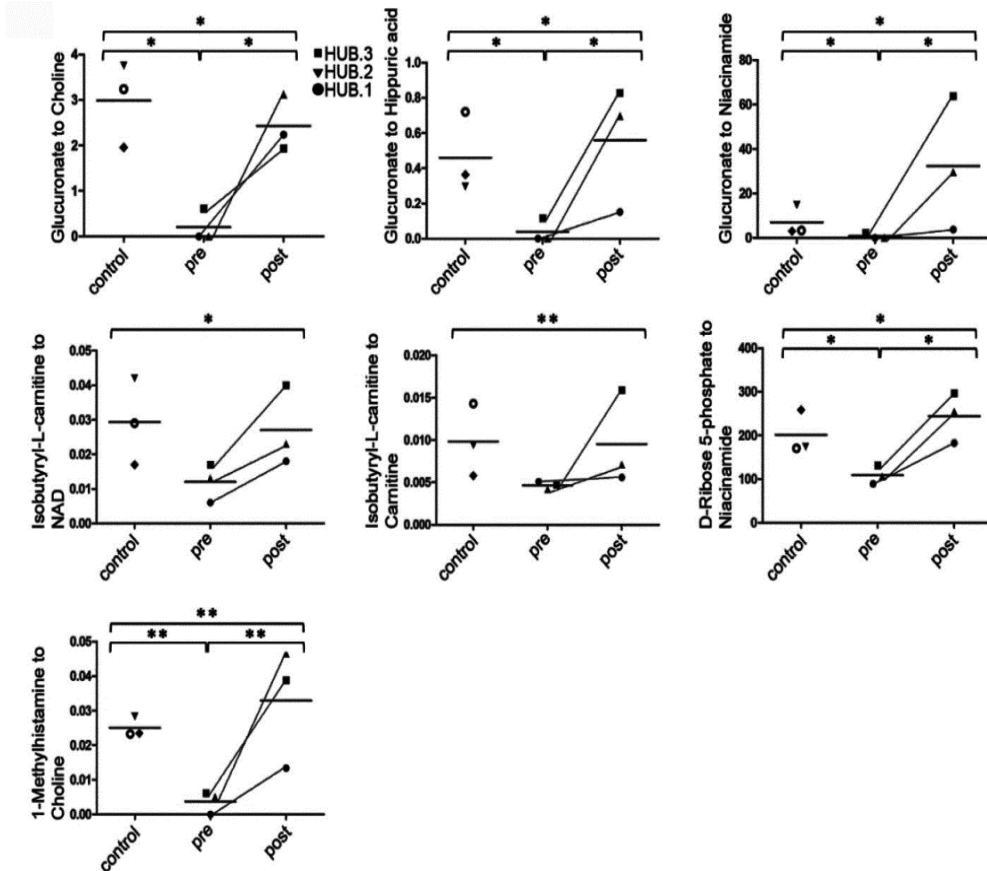 *
* *
■HUB.3
▼HUB.2
●HUB.1
Glucuronate to Choline
4
3
2
1
0
control pre post
*
* *
Glucuronate to Hippuric acid
1.0
0.8
0.6
0.4
0.2
0.0
control pre post
*
* *
Glucuronate to Niacinamide
80
60
40
20
0
control pre post
*
Isobutyryl-L-carnitine to
NAD
0.05
0.04
0.03
0.02
0.01
0.00
control pre post
**
Isobutyryl-L-carnitine to
Carnitine
0.020
0.015
0.010
0.005
0.000
control pre post
*
* *
D-Ribose 5-phosphate to
Niacinamide
400
300
200
100
0
control pre post
**
** **
1-Methylhistamine to
Choline
0.05
0.04
0.03
0.02
0.01
0.00
control pre post